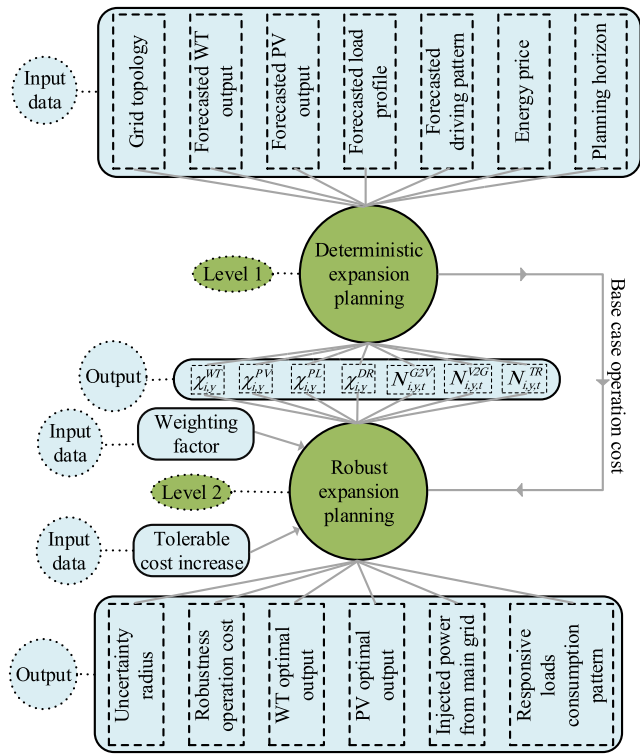 Input
data
Grid topology
Forecasted WT
output
Forecasted PV
output
Forecasted load
profile
Forecasted
driving pattern
Energy price
Planning horizon
Level 1
Deterministic
expansion
planning
Base case operation cost
Output
χ_{i,y}^{WT}
χ_{i,y}^{PV}
χ_{i,y}^{PL}
χ_{i,y}^{DR}
N_{i,y,t}^{G2V}
N_{i,y,t}^{V2G}
N_{i,y,t}^{TR}
Input
data
Weighting
factor
Level 2
Robust
expansion
planning
Input
data
Tolerable
cost increase
Output
Uncertainty
radius
Robustness
operation cost
WT optimal
output
PV optimal
output
Injected power
from main grid
Responsive
loads
consumption
pattern